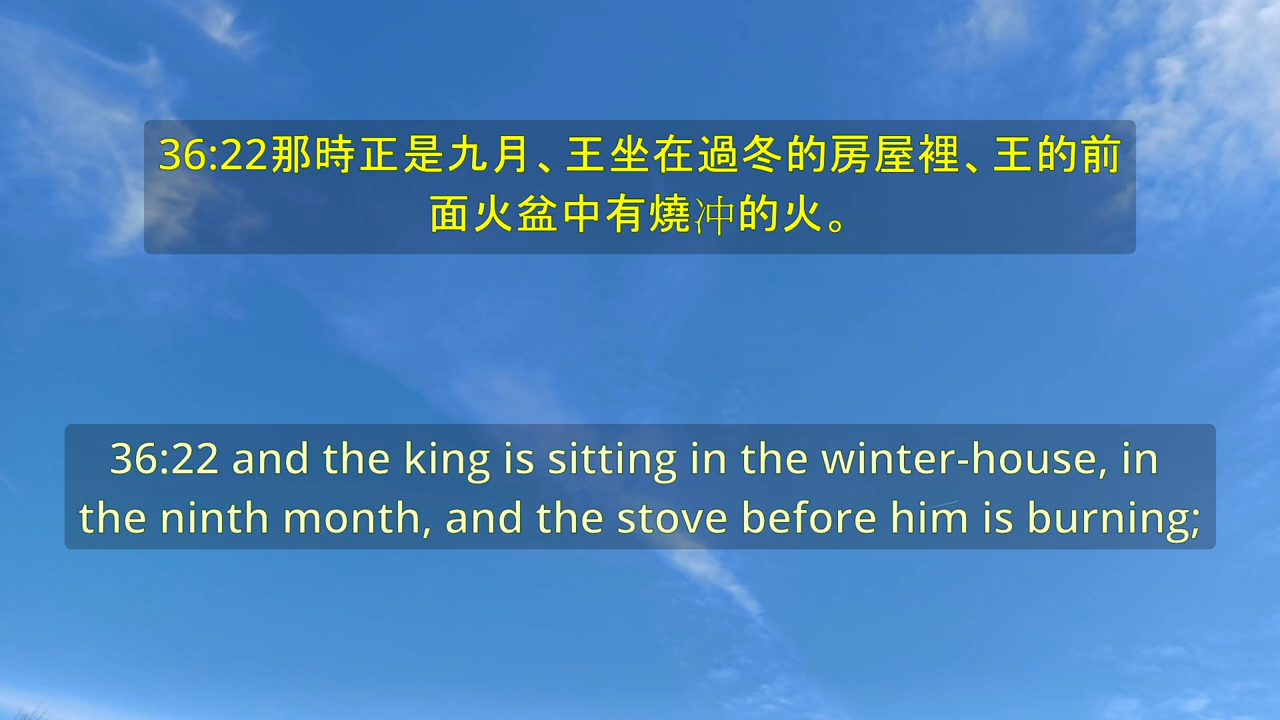 36:22那時正是九月、王坐在過冬的房屋裡、王的前
面火盆中有燒冲的火。
36:22 and the king is sitting in the winter-house, in
the ninth month, and the stove before him is burning;